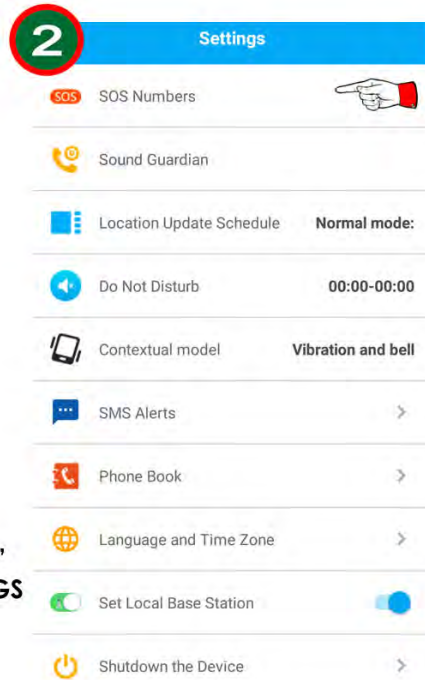 2
Settings
SOS SOS Numbers
Sound Guardian
Location Update Schedule Normal mode:
Do Not Disturb 00:00-00:00
Contextual model Vibration and bell
SMS Alerts
Phone Book
,
Language and Time Zone
GS
Set Local Base Station
Shutdown the Device